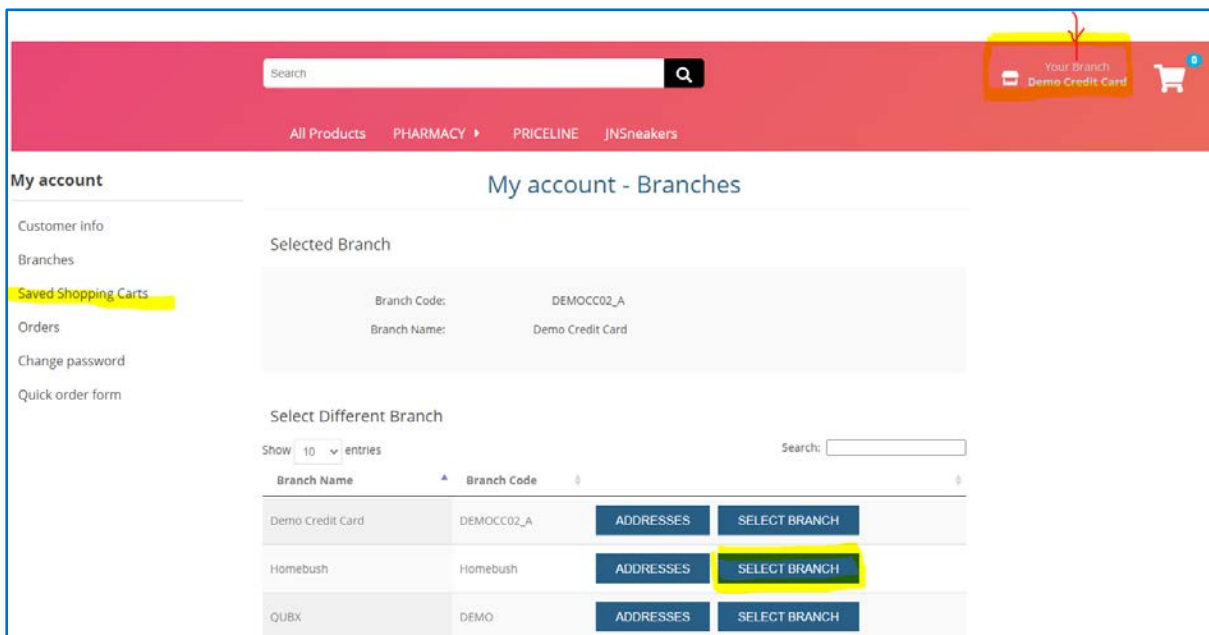 Search
Your Branch
Demo Credit Card
0
All Products PHARMACY PRICELINE JNSneakers
My account
Customer info
Branches
Saved Shopping Carts
Orders
Change password
Quick order form
My account - Branches
Selected Branch
Branch Code: DEMOCC02_A
Branch Name: Demo Credit Card
Select Different Branch
Show 10 entries Search:
Branch Name Branch Code
Demo Credit Card DEMOCC02_A ADDRESSES SELECT BRANCH
Homebush Homebush ADDRESSES SELECT BRANCH
QUBX DEMO ADDRESSES SELECT BRANCH